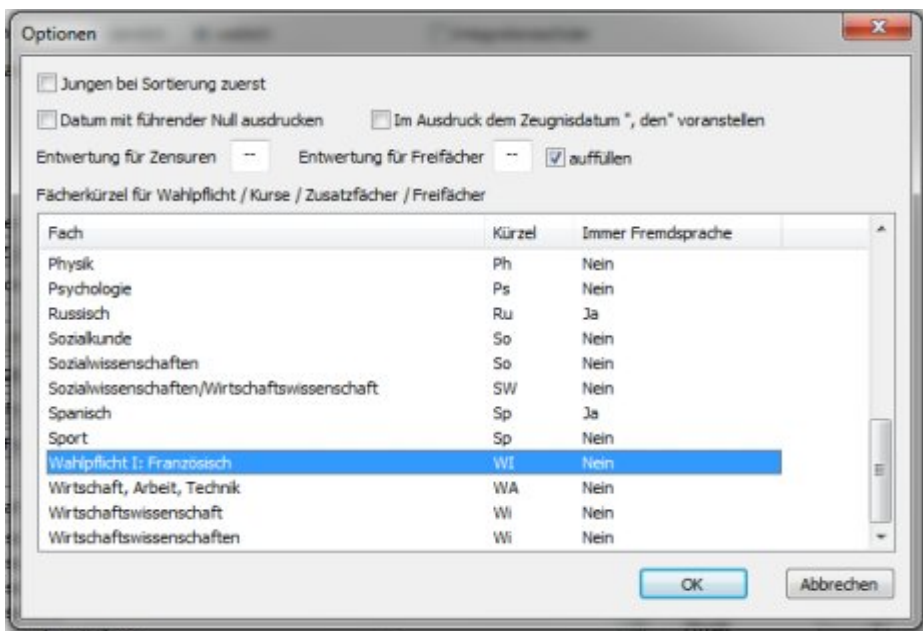 Optionen
Jungen bei Sortierung zuerst
Datum mit führender Null ausdrucken Im Ausdruck dem Zeugnisdatum ", den" voranstellen
Entwertung für Zensuren -- Entwertung für Freifächer -- auffüllen
Fächerkürzel für Wahlpflicht / Kurse / Zusatzfächer / Freifächer
Fach Kürzel Immer Fremdsprache
Physik Ph Nein
Psychologie Ps Nein
Russisch Ru Ja
Sozialkunde So Nein
Sozialwissenschaften So Nein
Sozialwissenschaften/Wirtschaftswissenschaft SW Nein
Spanisch Sp Ja
Sport Sp Nein
Wahlpflicht I: Französisch WI Nein
Wirtschaft, Arbeit, Technik WA Nein
Wirtschaftswissenschaft Wi Nein
Wirtschaftswissenschaften Wi Nein
OK Abbrechen